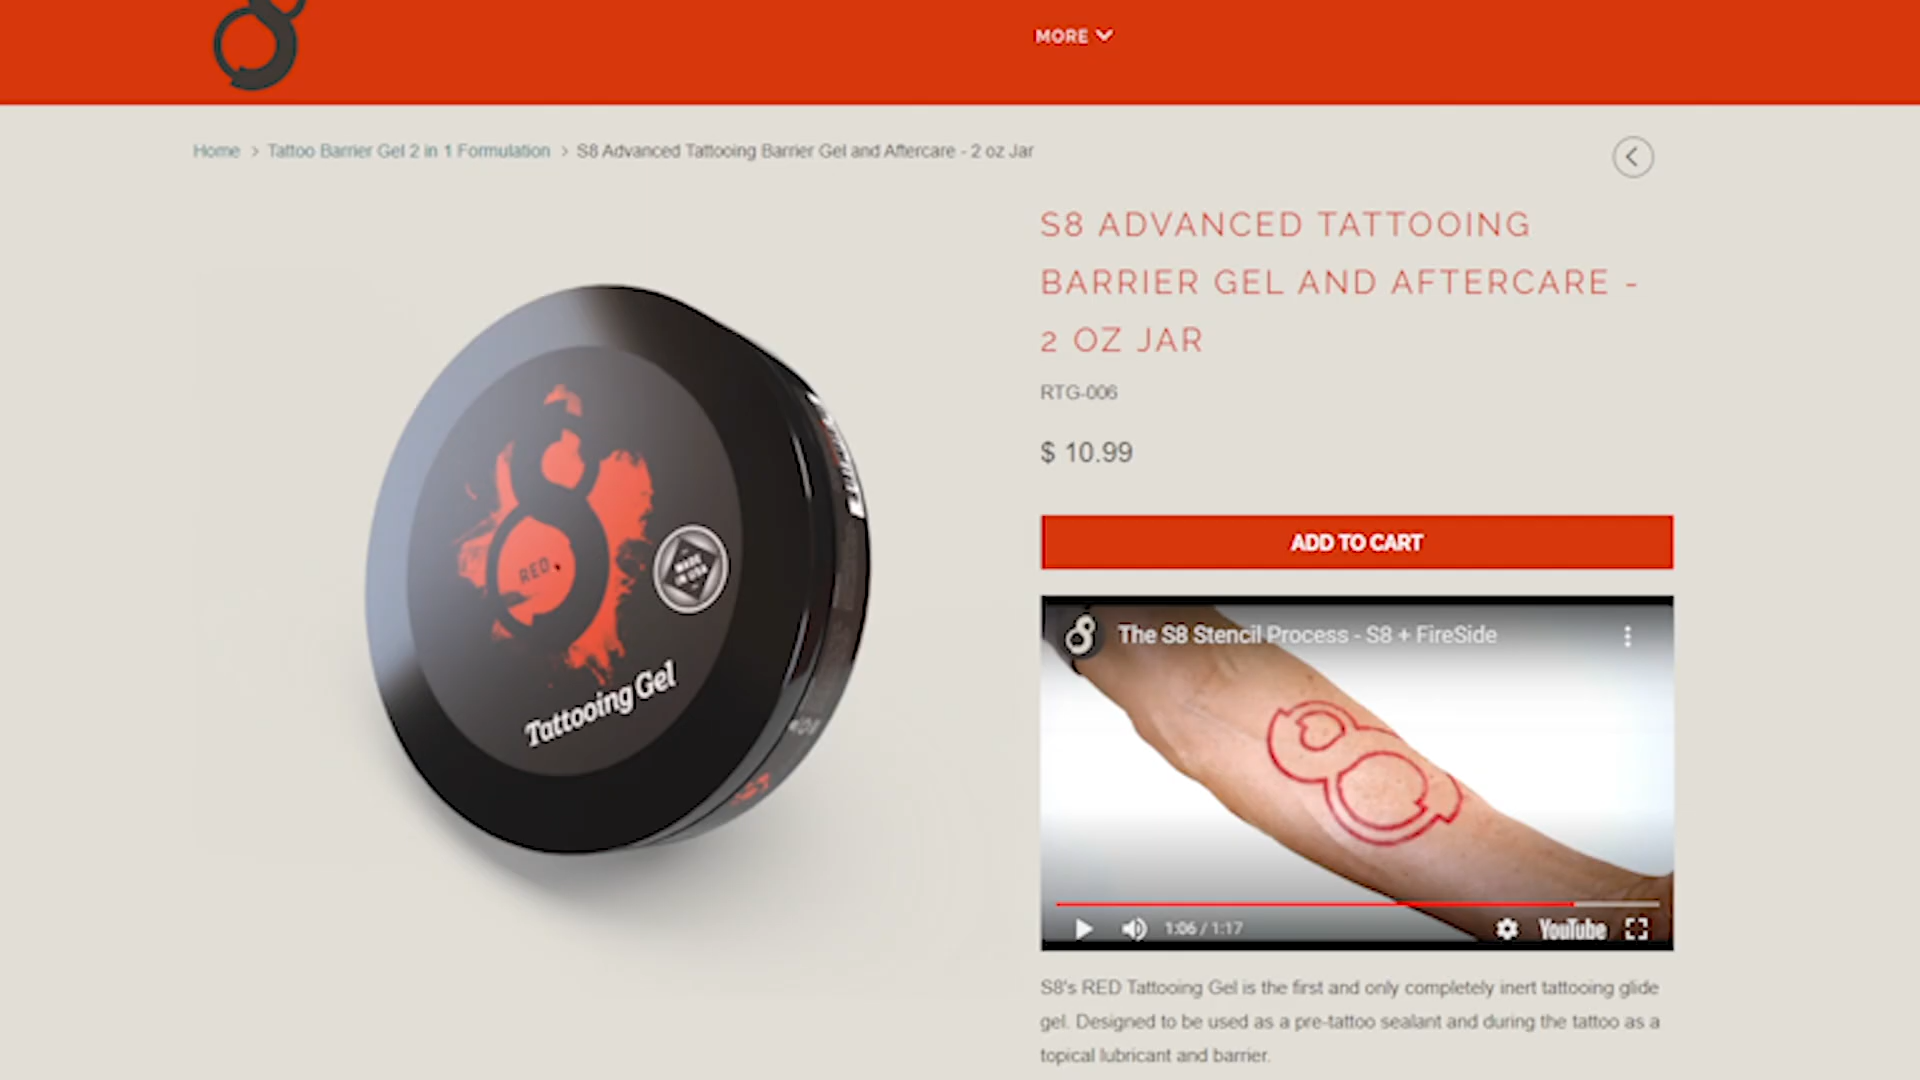 MORE
Home > Tattoo Barrier Gel 2 in 1 Formulation > S8 Advanced Tattooing Barrier Gel and Aftercare - 2 oz Jar
S8 ADVANCED TATTOOING
BARRIER GEL AND AFTERCARE -
2 OZ JAR
RTG-006
$ 10.99
ADD TO CART
RED
MADE
IN USA
Tattooing Gel
The S8 Stencil Process - S8 + FireSide
1:06 / 1:17
YouTube
S8's RED Tattooing Gel is the first and only completely inert tattooing glide
gel. Designed to be used as a pre-tattoo sealant and during the tattoo as a
topical lubricant and barrier.